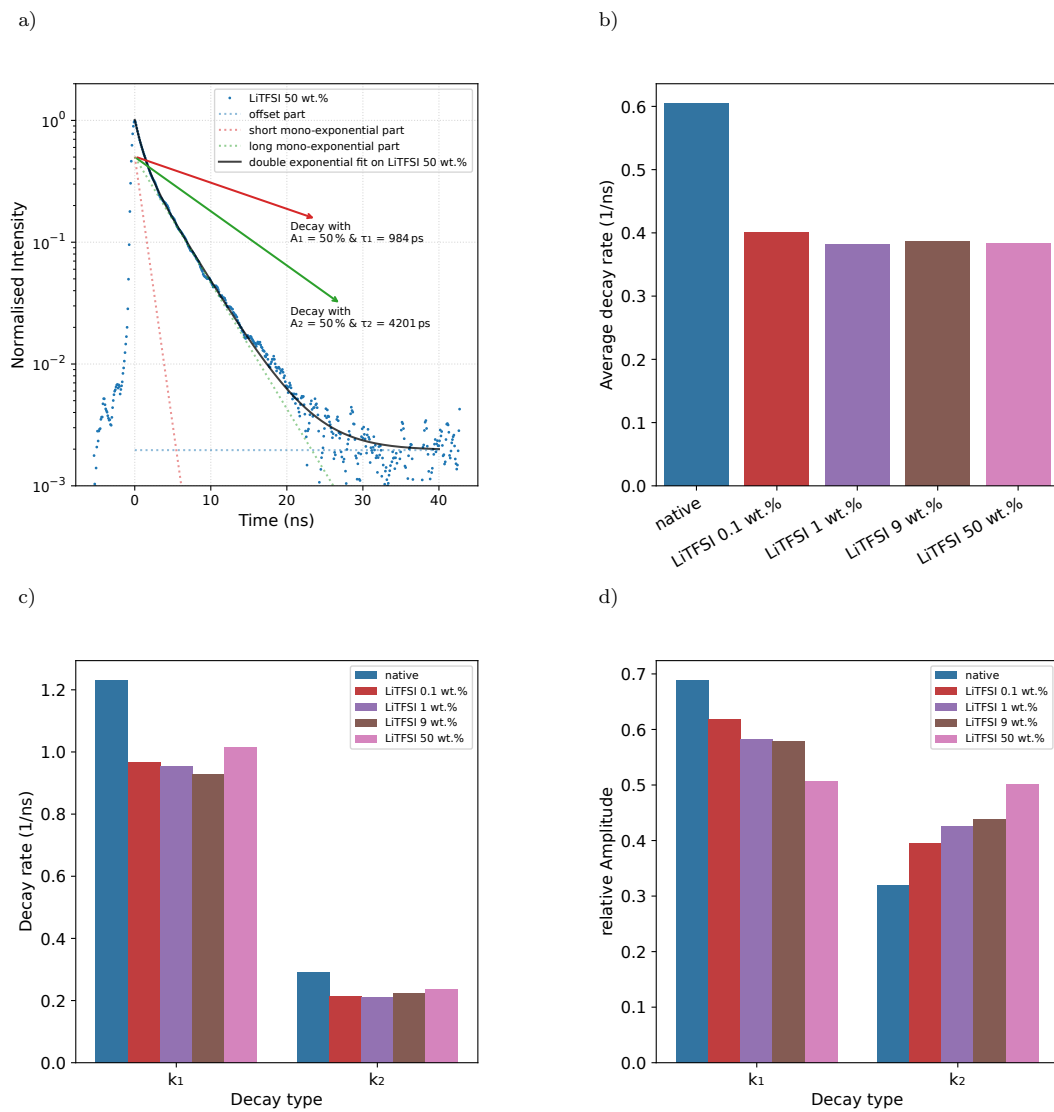 a)
Normalised Intensity
10⁰
10⁻¹
10⁻²
10⁻³
0
10
20
30
40
Time (ns)
LiTFSI 50 wt.%
offset part
short mono-exponential part
long mono-exponential part
double exponential fit on LiTFSI 50 wt.%
Decay with
A₁ = 50 % & τ₁ = 984 ps
Decay with
A₂ = 50 % & τ₂ = 4201 ps
b)
Average decay rate (1/ns)
0.6
0.5
0.4
0.3
0.2
0.1
0.0
native
LiTFSI 0.1 wt.%
LiTFSI 1 wt.%
LiTFSI 9 wt.%
LiTFSI 50 wt.%
c)
Decay rate (1/ns)
1.2
1.0
0.8
0.6
0.4
0.2
0.0
native
LiTFSI 0.1 wt.%
LiTFSI 1 wt.%
LiTFSI 9 wt.%
LiTFSI 50 wt.%
k₁
k₂
Decay type
d)
relative Amplitude
0.7
0.6
0.5
0.4
0.3
0.2
0.1
0.0
native
LiTFSI 0.1 wt.%
LiTFSI 1 wt.%
LiTFSI 9 wt.%
LiTFSI 50 wt.%
k₁
k₂
Decay type